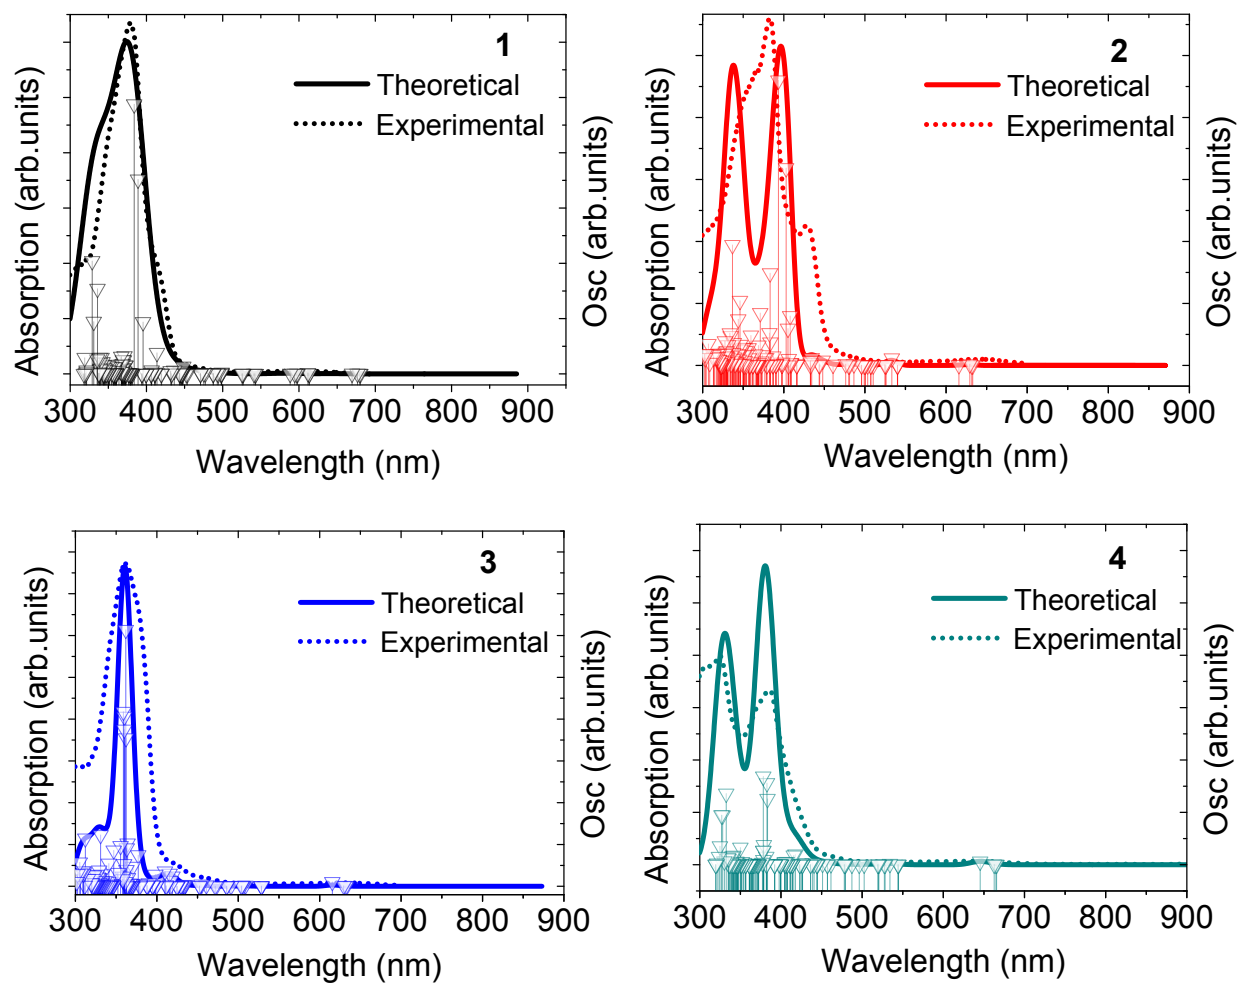 1
Theoretical
Experimental
Absorption (arb.units)
Osc (arb.units)
300 400 500 600 700 800 900
Wavelength (nm)
2
Theoretical
Experimental
Absorption (arb.units)
Osc (arb.units)
300 400 500 600 700 800 900
Wavelength (nm)
3
Theoretical
Experimental
Absorption (arb.units)
Osc (arb.units)
300 400 500 600 700 800 900
Wavelength (nm)
4
Theoretical
Experimental
Absorption (arb.units)
Osc (arb.units)
300 400 500 600 700 800 900
Wavelength (nm)